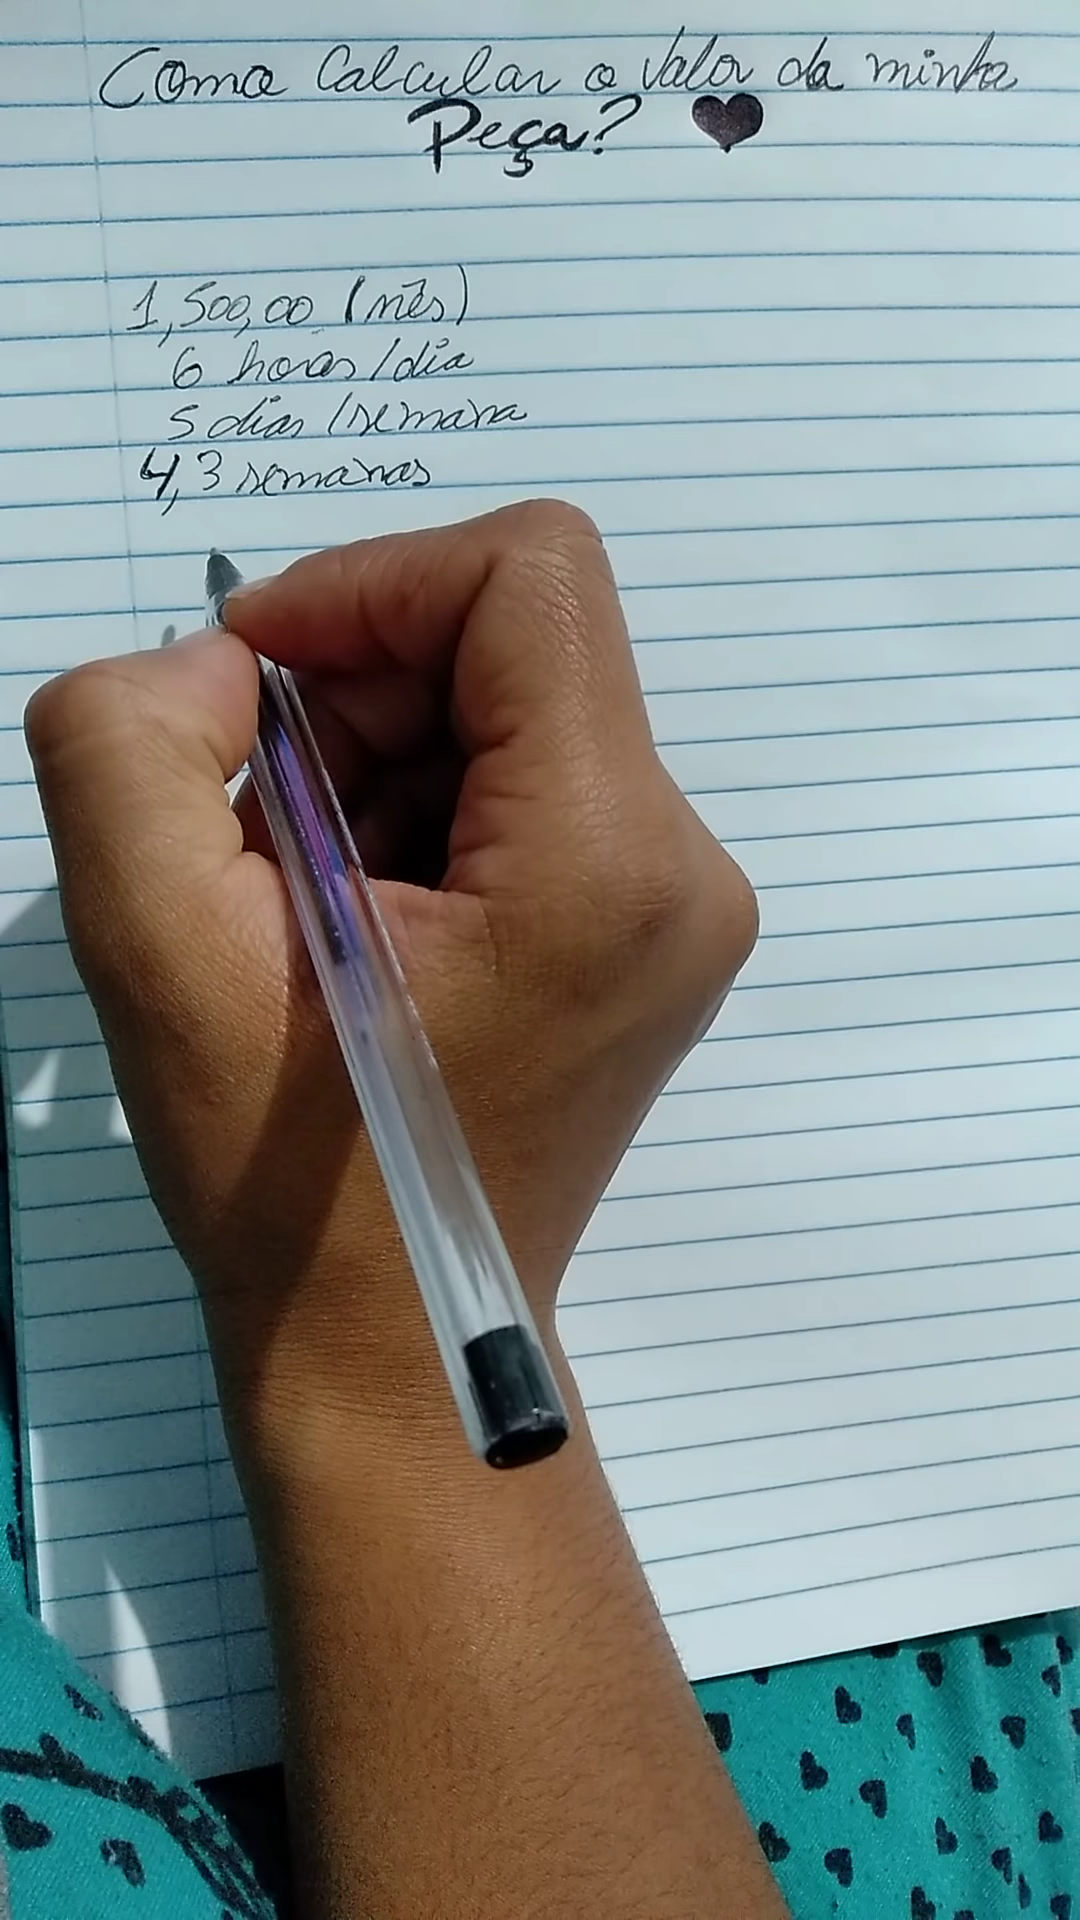 Como Calcular o Valor da minha
Peça?
1,500,00 (mês)
6 horas/dia
5 dias/semana
4,3 semanas